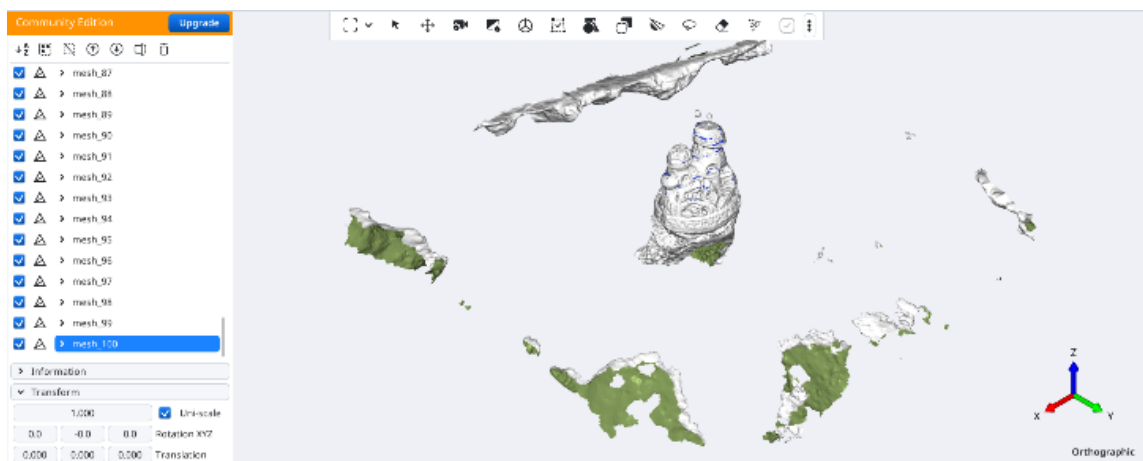 Community Edition Upgrade
mesh_87
mesh_88
mesh_89
mesh_90
mesh_91
mesh_92
mesh_93
mesh_94
mesh_95
mesh_96
mesh_97
mesh_98
mesh_99
mesh_100
Information
Transform
1.000 Uni-scale
0.0 -0.0 0.0 Rotation XYZ
0.000 0.000 0.000 Translation
Z
X Y
Orthographic